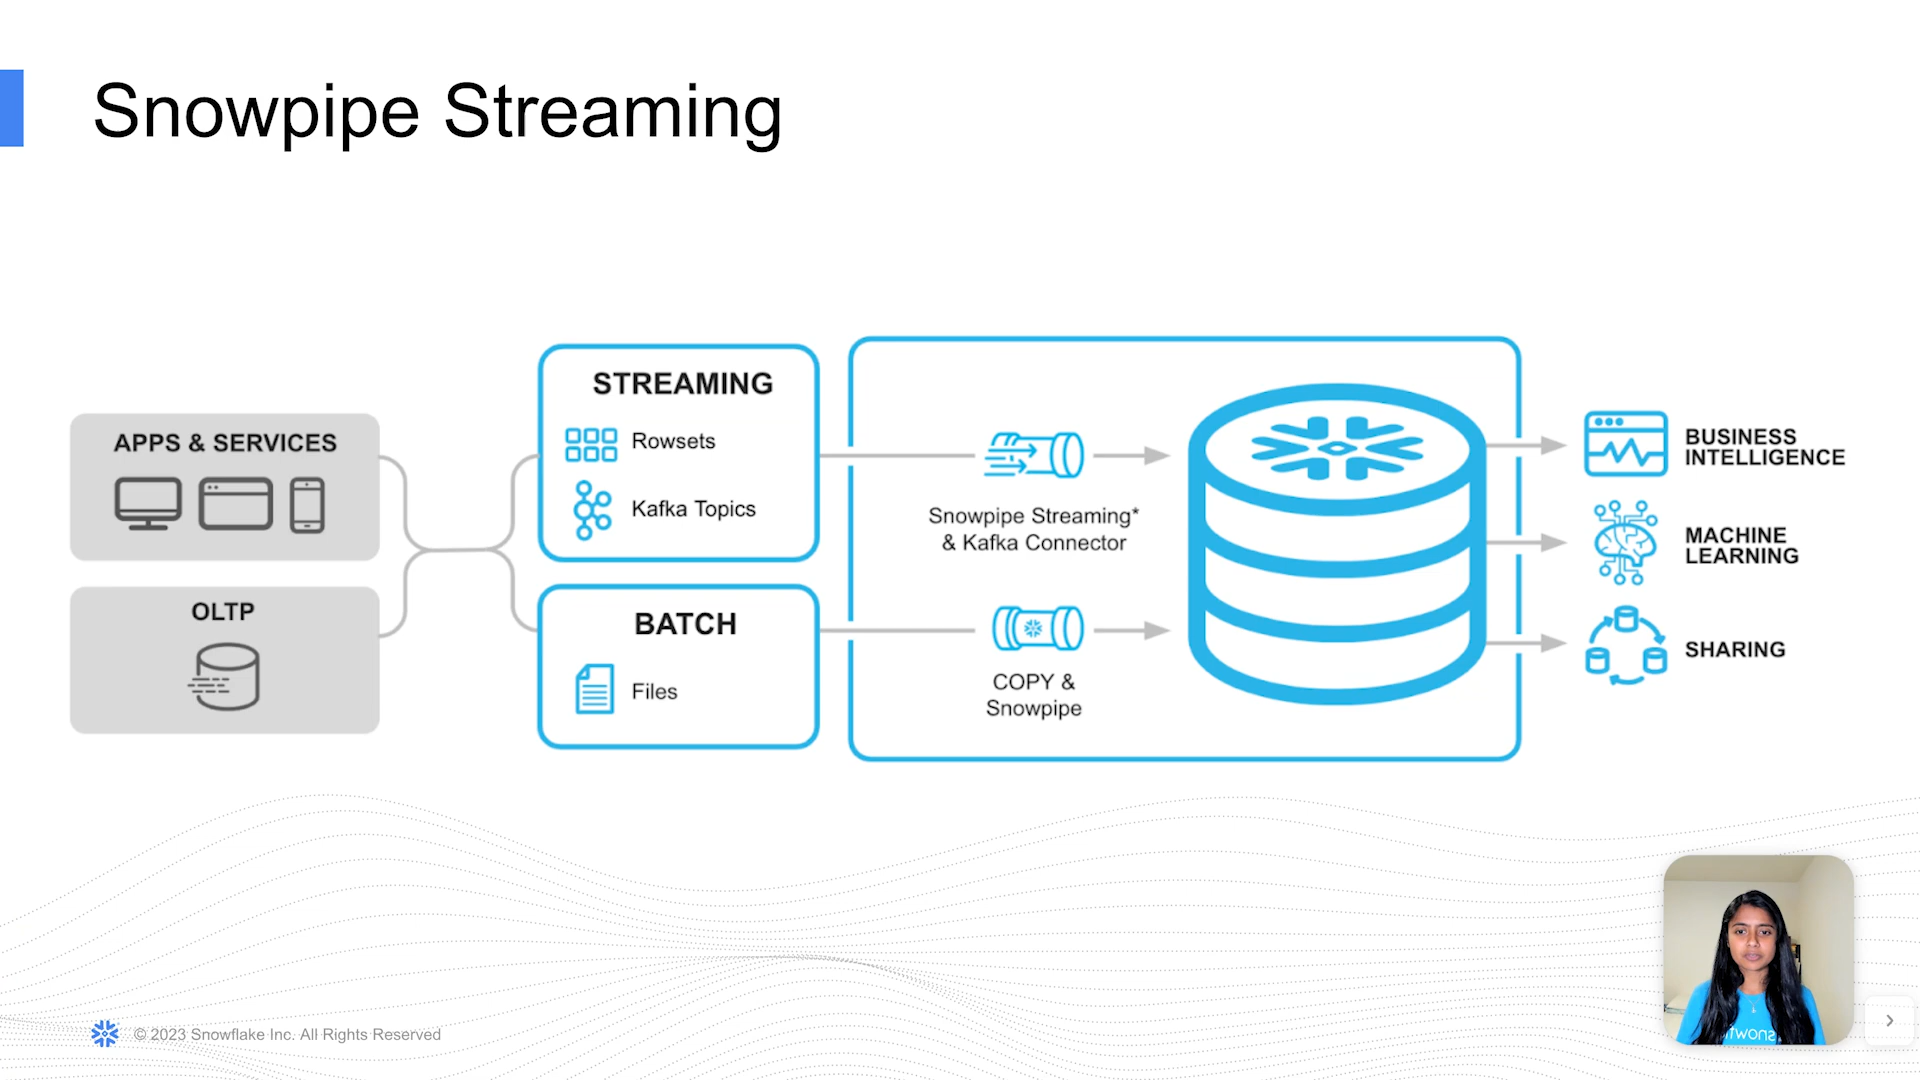 Snowpipe Streaming
APPS & SERVICES
OLTP
STREAMING
Rowsets
Kafka Topics
BATCH
Files
Snowpipe Streaming*
& Kafka Connector
COPY &
Snowpipe
BUSINESS
INTELLIGENCE
MACHINE
LEARNING
SHARING
© 2023 Snowflake Inc. All Rights Reserved